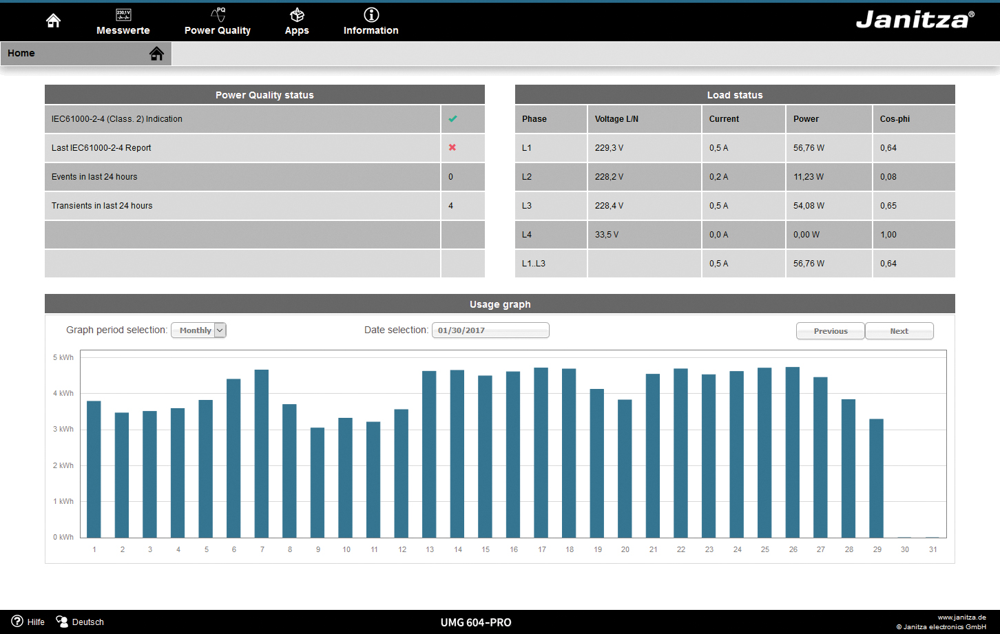 230,1 V
PQ
Messwerte Power Quality Apps Information
Janitza®
Home
Power Quality status
IEC61000-2-4 (Class. 2) Indication
Last IEC61000-2-4 Report
Events in last 24 hours 0
Transients in last 24 hours 4
Load status
Phase Voltage L/N Current Power Cos-phi
L1 229,3 V 0,5 A 56,76 W 0,64
L2 228,2 V 0,2 A 11,23 W 0,08
L3 228,4 V 0,5 A 54,08 W 0,65
L4 33,5 V 0,0 A 0,00 W 1,00
L1..L3 0,5 A 56,76 W 0,64
Usage graph
Graph period selection: Monthly Date selection: 01/30/2017 Previous Next
5 kWh
4 kWh
3 kWh
2 kWh
1 kWh
0 kWh
1 2 3 4 5 6 7 8 9 10 11 12 13 14 15 16 17 18 19 20 21 22 23 24 25 26 27 28 29 30 31
Hilfe Deutsch
UMG 604-PRO
www.janitza.de
© Janitza electronics GmbH